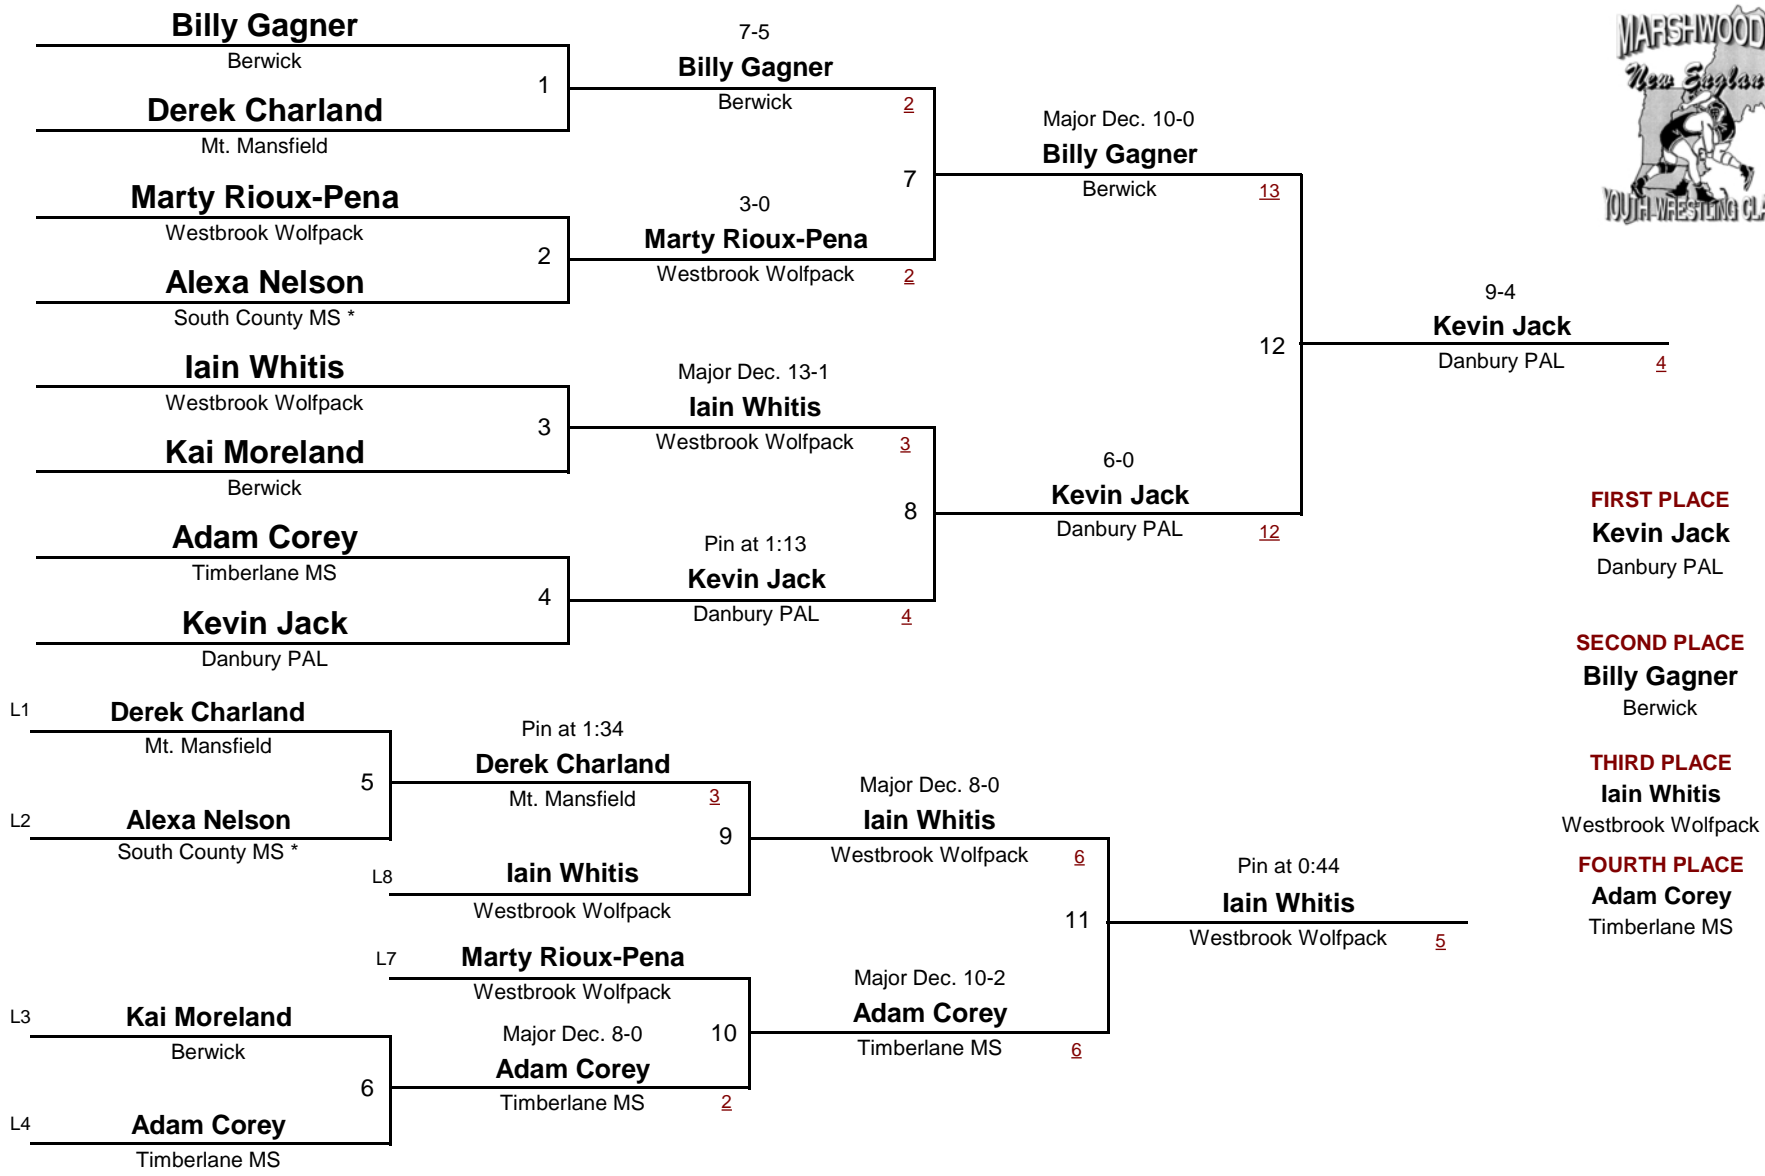 Billy Gagner
Berwick
1
Derek Charland
Mt. Mansfield
Marty Rioux-Pena
Westbrook Wolfpack
2
Alexa Nelson
South County MS *
Iain Whitis
Westbrook Wolfpack
3
Kai Moreland
Berwick
Adam Corey
Timberlane MS
4
Kevin Jack
Danbury PAL
7-5
Billy Gagner
Berwick 2
7
3-0
Marty Rioux-Pena
Westbrook Wolfpack 2
Major Dec. 13-1
Iain Whitis
Westbrook Wolfpack 3
8
Pin at 1:13
Kevin Jack
Danbury PAL 4
Major Dec. 10-0
Billy Gagner
Berwick 13
12
6-0
Kevin Jack
Danbury PAL 12
9-4
Kevin Jack
Danbury PAL 4
MARSHWOOD
New Englan
YOUTH WRESTLING CLA
FIRST PLACE
Kevin Jack
Danbury PAL
SECOND PLACE
Billy Gagner
Berwick
THIRD PLACE
Iain Whitis
Westbrook Wolfpack
FOURTH PLACE
Adam Corey
Timberlane MS
L1 Derek Charland
Mt. Mansfield
5
L2 Alexa Nelson
South County MS *
Pin at 1:34
Derek Charland
Mt. Mansfield 3
9
L8 Iain Whitis
Westbrook Wolfpack
L7 Marty Rioux-Pena
Westbrook Wolfpack
L3 Kai Moreland
Berwick
6
L4 Adam Corey
Timberlane MS
Major Dec. 8-0 10
Adam Corey
Timberlane MS 2
Major Dec. 8-0
Iain Whitis
Westbrook Wolfpack 6
11
Major Dec. 10-2
Adam Corey
Timberlane MS 6
Pin at 0:44
Iain Whitis
Westbrook Wolfpack 5